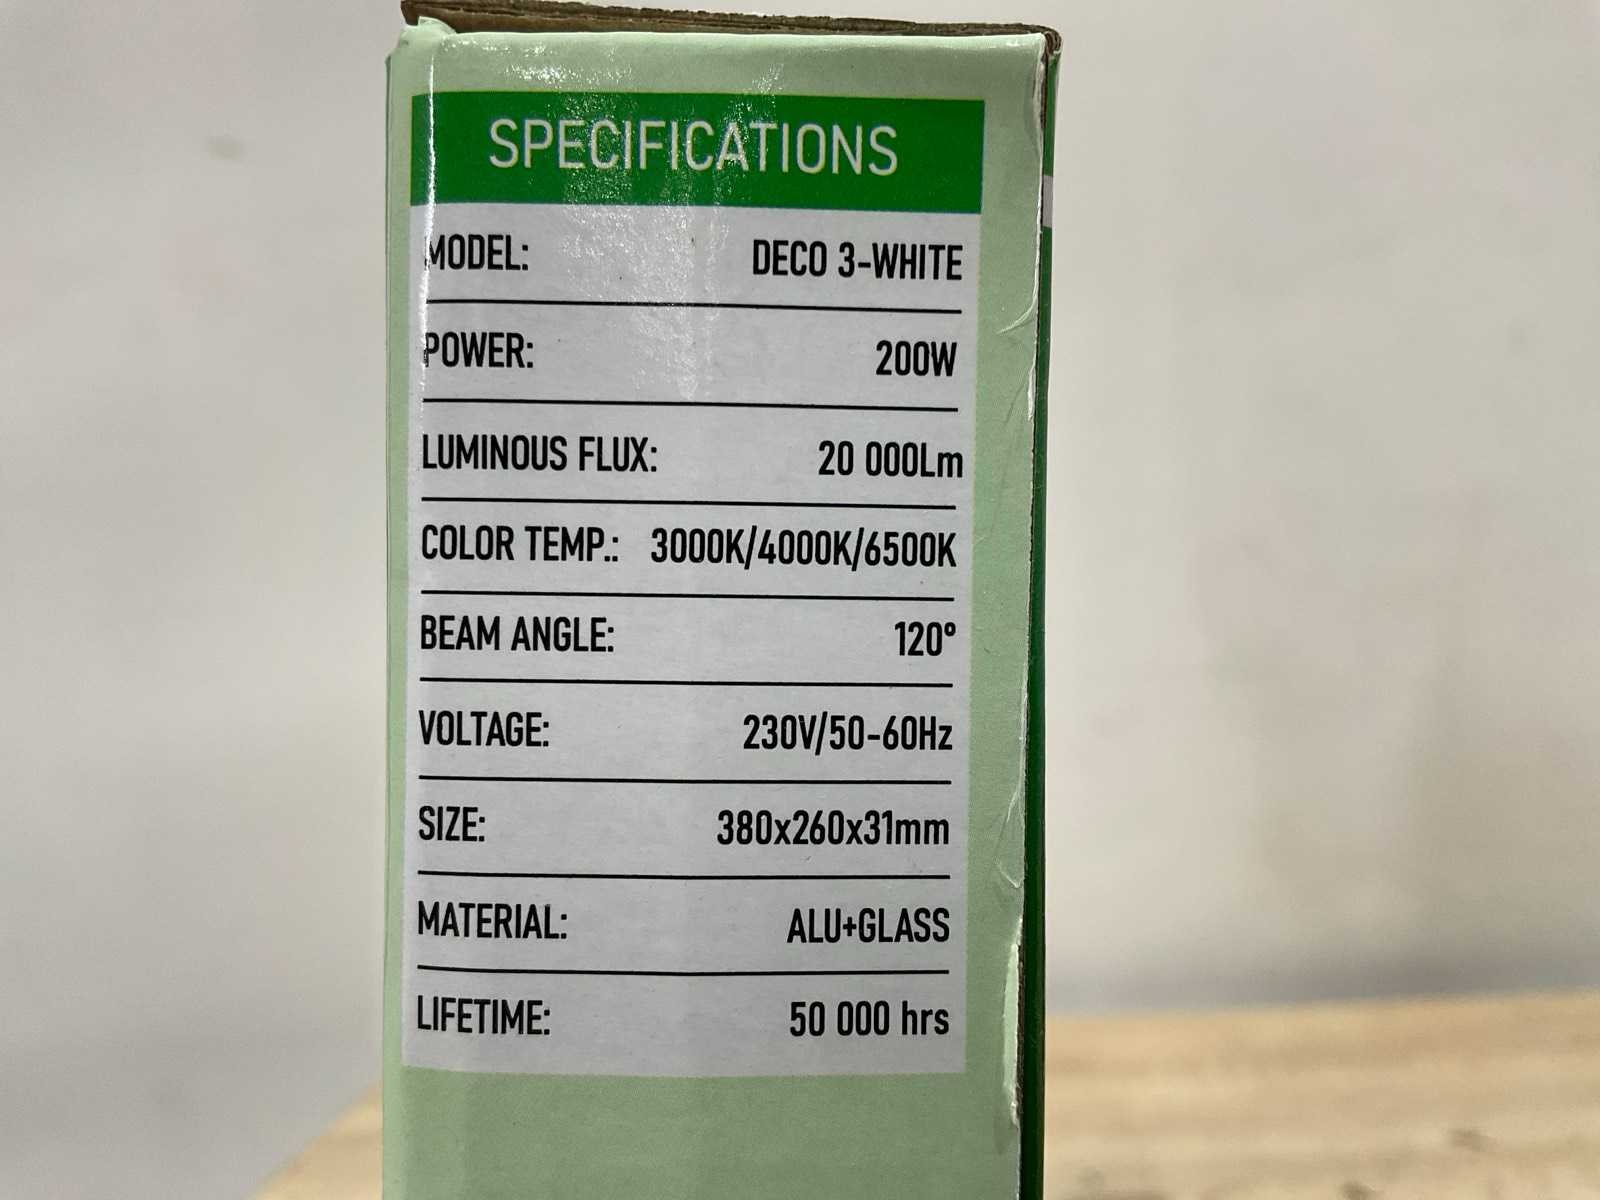 SPECIFICATIONS
MODEL: DECO 3-WHITE
POWER: 200W
LUMINOUS FLUX: 20 000Lm
COLOR TEMP.: 3000K/4000K/6500K
BEAM ANGLE: 120°
VOLTAGE: 230V/50-60Hz
SIZE: 380x260x31mm
MATERIAL: ALU+GLASS
LIFETIME: 50 000 hrs